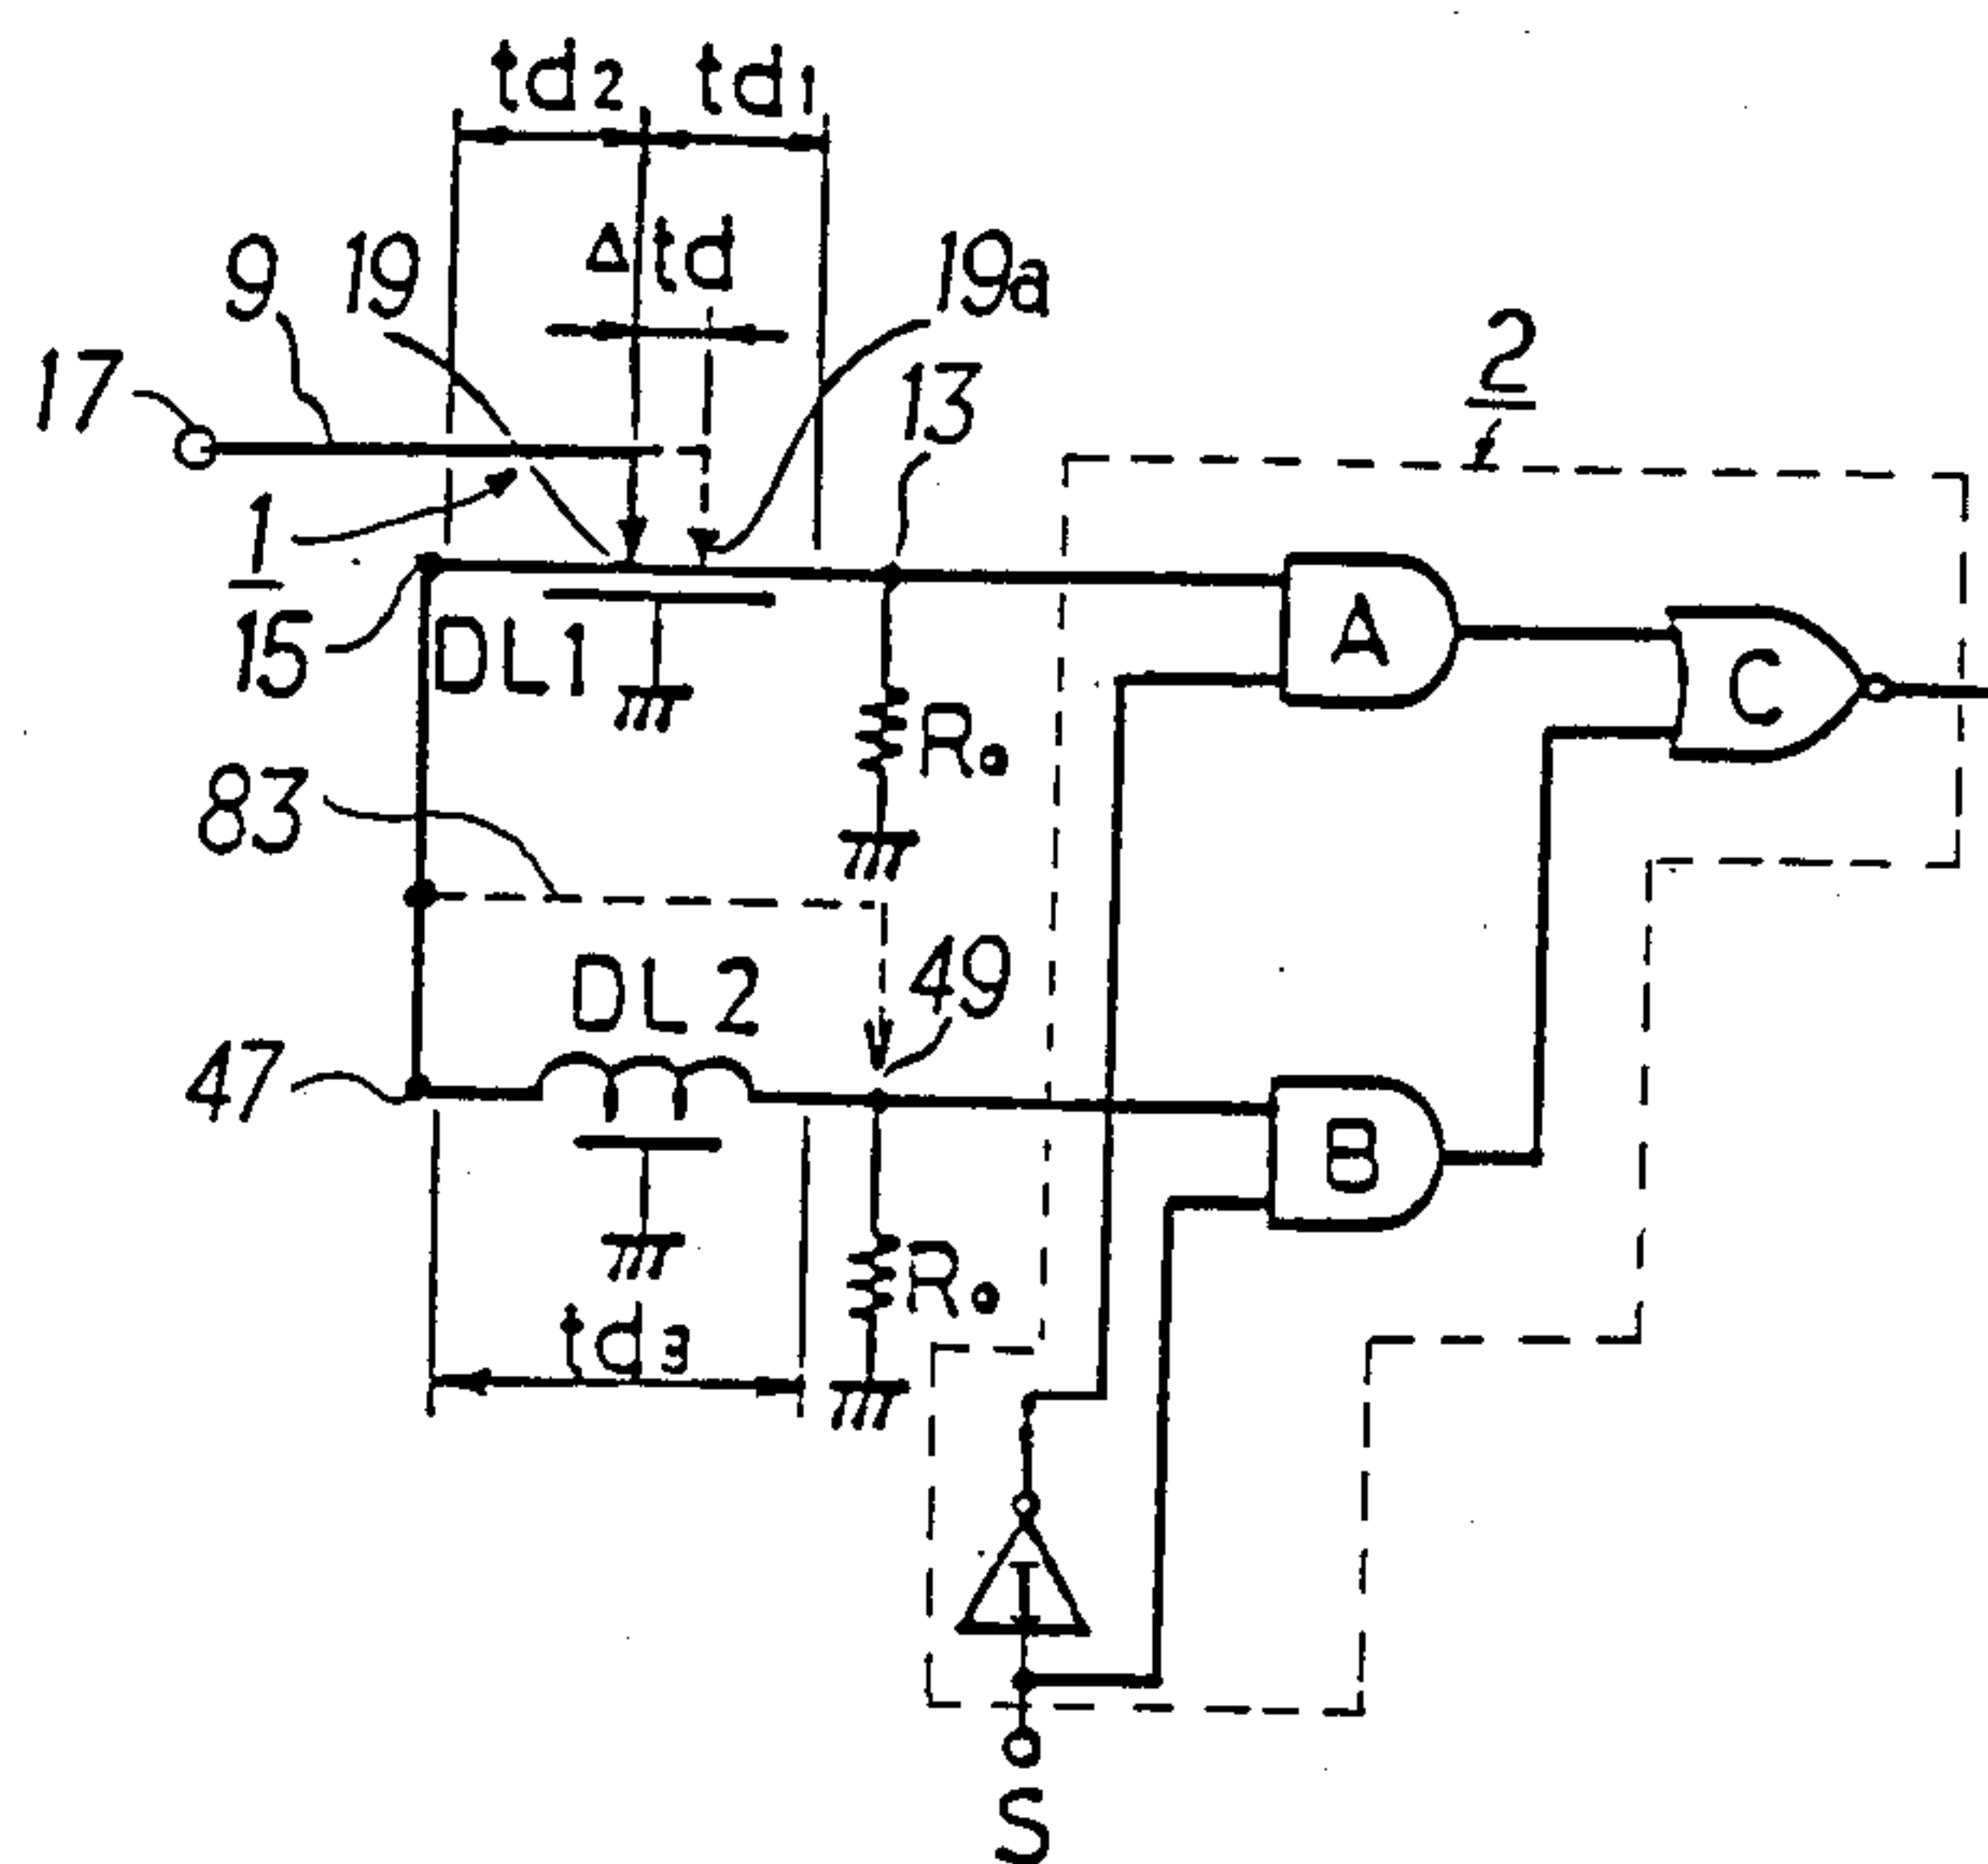 td2 td1
Δtd
9 19 19a
17 13 2
1
15 DL1 A C
R0
83
49
DL2
47 B
R0
td3
I
S